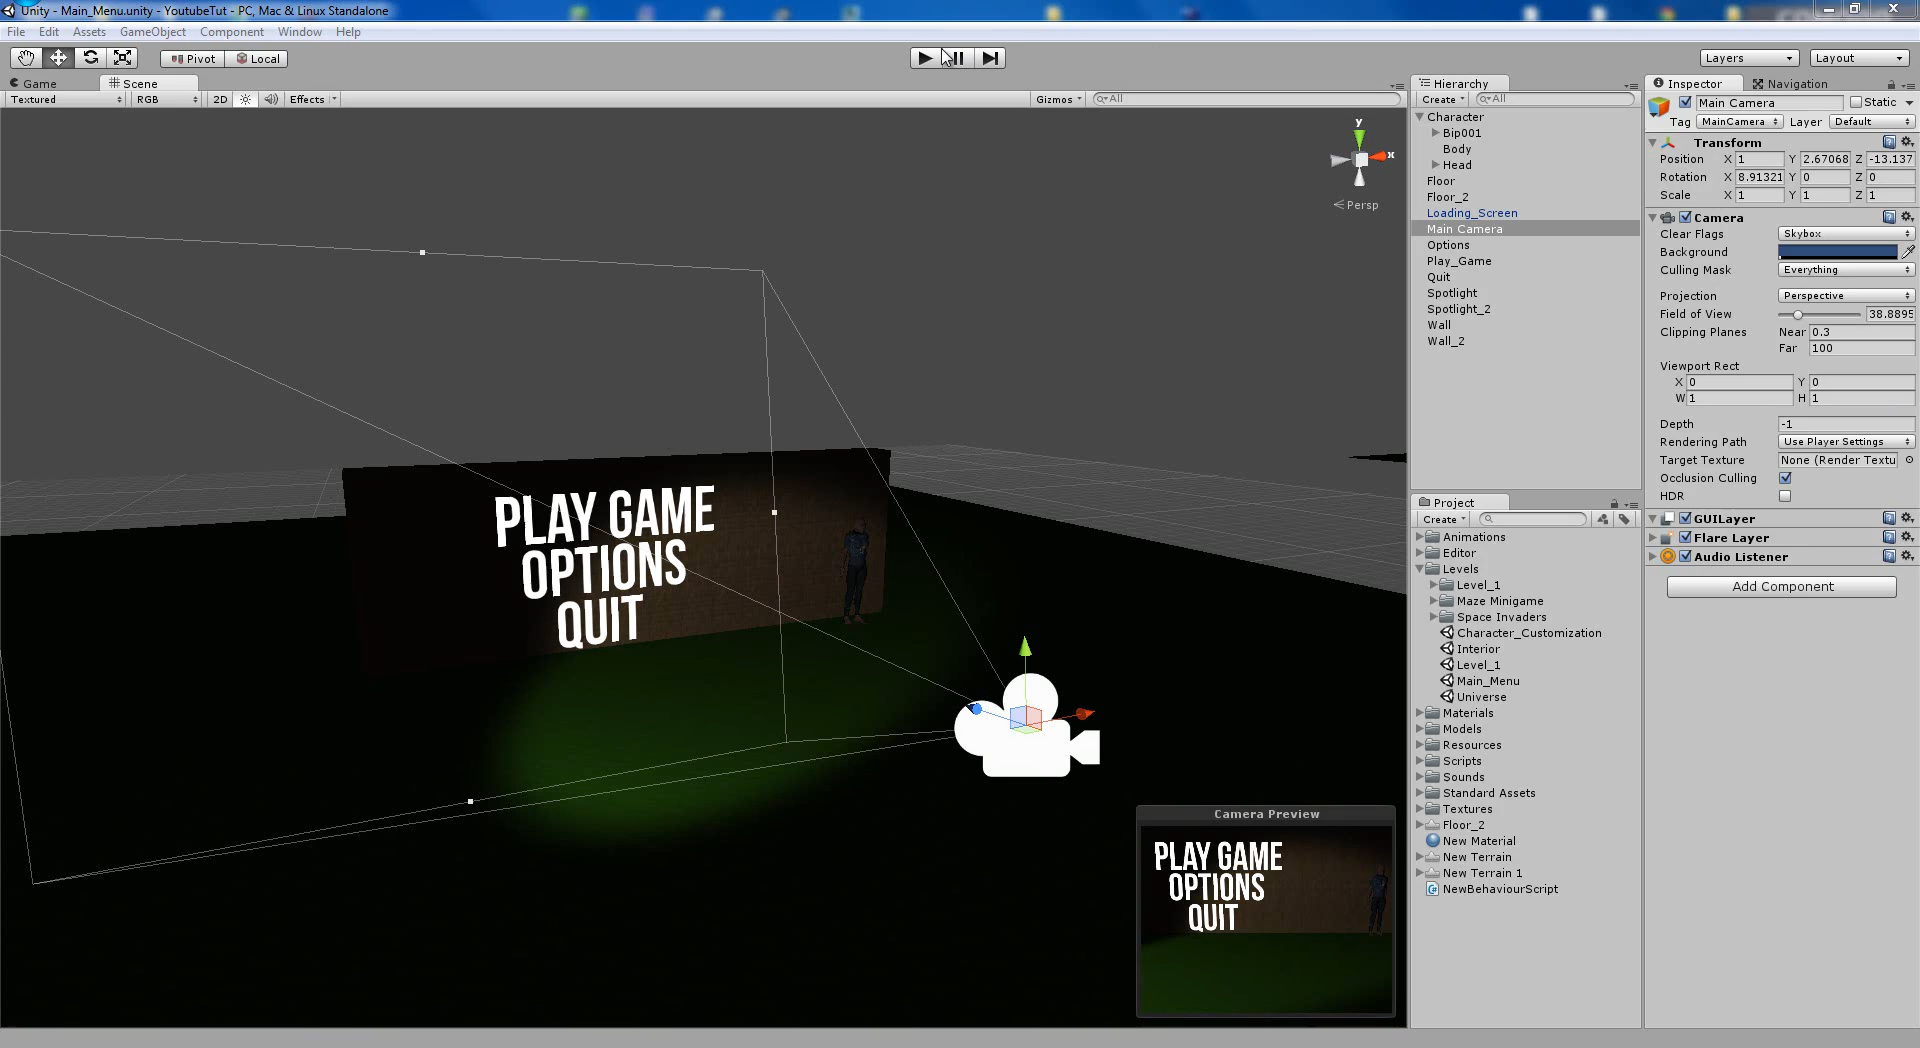 Unity - Main_Menu.unity - YoutubeTut - PC, Mac & Linux Standalone
File Edit Assets GameObject Component Window Help
Pivot Local Layers Layout
Game Scene
Textured RGB 2D Effects Gizmos All
y
x
Persp
PLAY GAME
OPTIONS
QUIT
Camera Preview
PLAY GAME
OPTIONS
QUIT
Hierarchy
Create All
Character
Bip001
Body
Head
Floor
Floor_2
Loading_Screen
Main Camera
Options
Play_Game
Quit
Spotlight
Spotlight_2
Wall
Wall_2
Project
Create
Animations
Editor
Levels
Level_1
Maze Minigame
Space Invaders
Character_Customization
Interior
Level_1
Main_Menu
Universe
Materials
Models
Resources
Scripts
Sounds
Standard Assets
Textures
Floor_2
New Material
New Terrain
New Terrain 1
NewBehaviourScript
Inspector Navigation
Main Camera Static
Tag MainCamera Layer Default
Transform
Position X 1 Y 2.67068 Z -13.137
Rotation X 8.91321 Y 0 Z 0
Scale X 1 Y 1 Z 1
Camera
Clear Flags Skybox
Background
Culling Mask Everything
Projection Perspective
Field of View 38.8895
Clipping Planes Near 0.3
Far 100
Viewport Rect
X 0 Y 0
W 1 H 1
Depth -1
Rendering Path Use Player Settings
Target Texture None (Render Textu
Occlusion Culling
HDR
GUILayer
Flare Layer
Audio Listener
Add Component